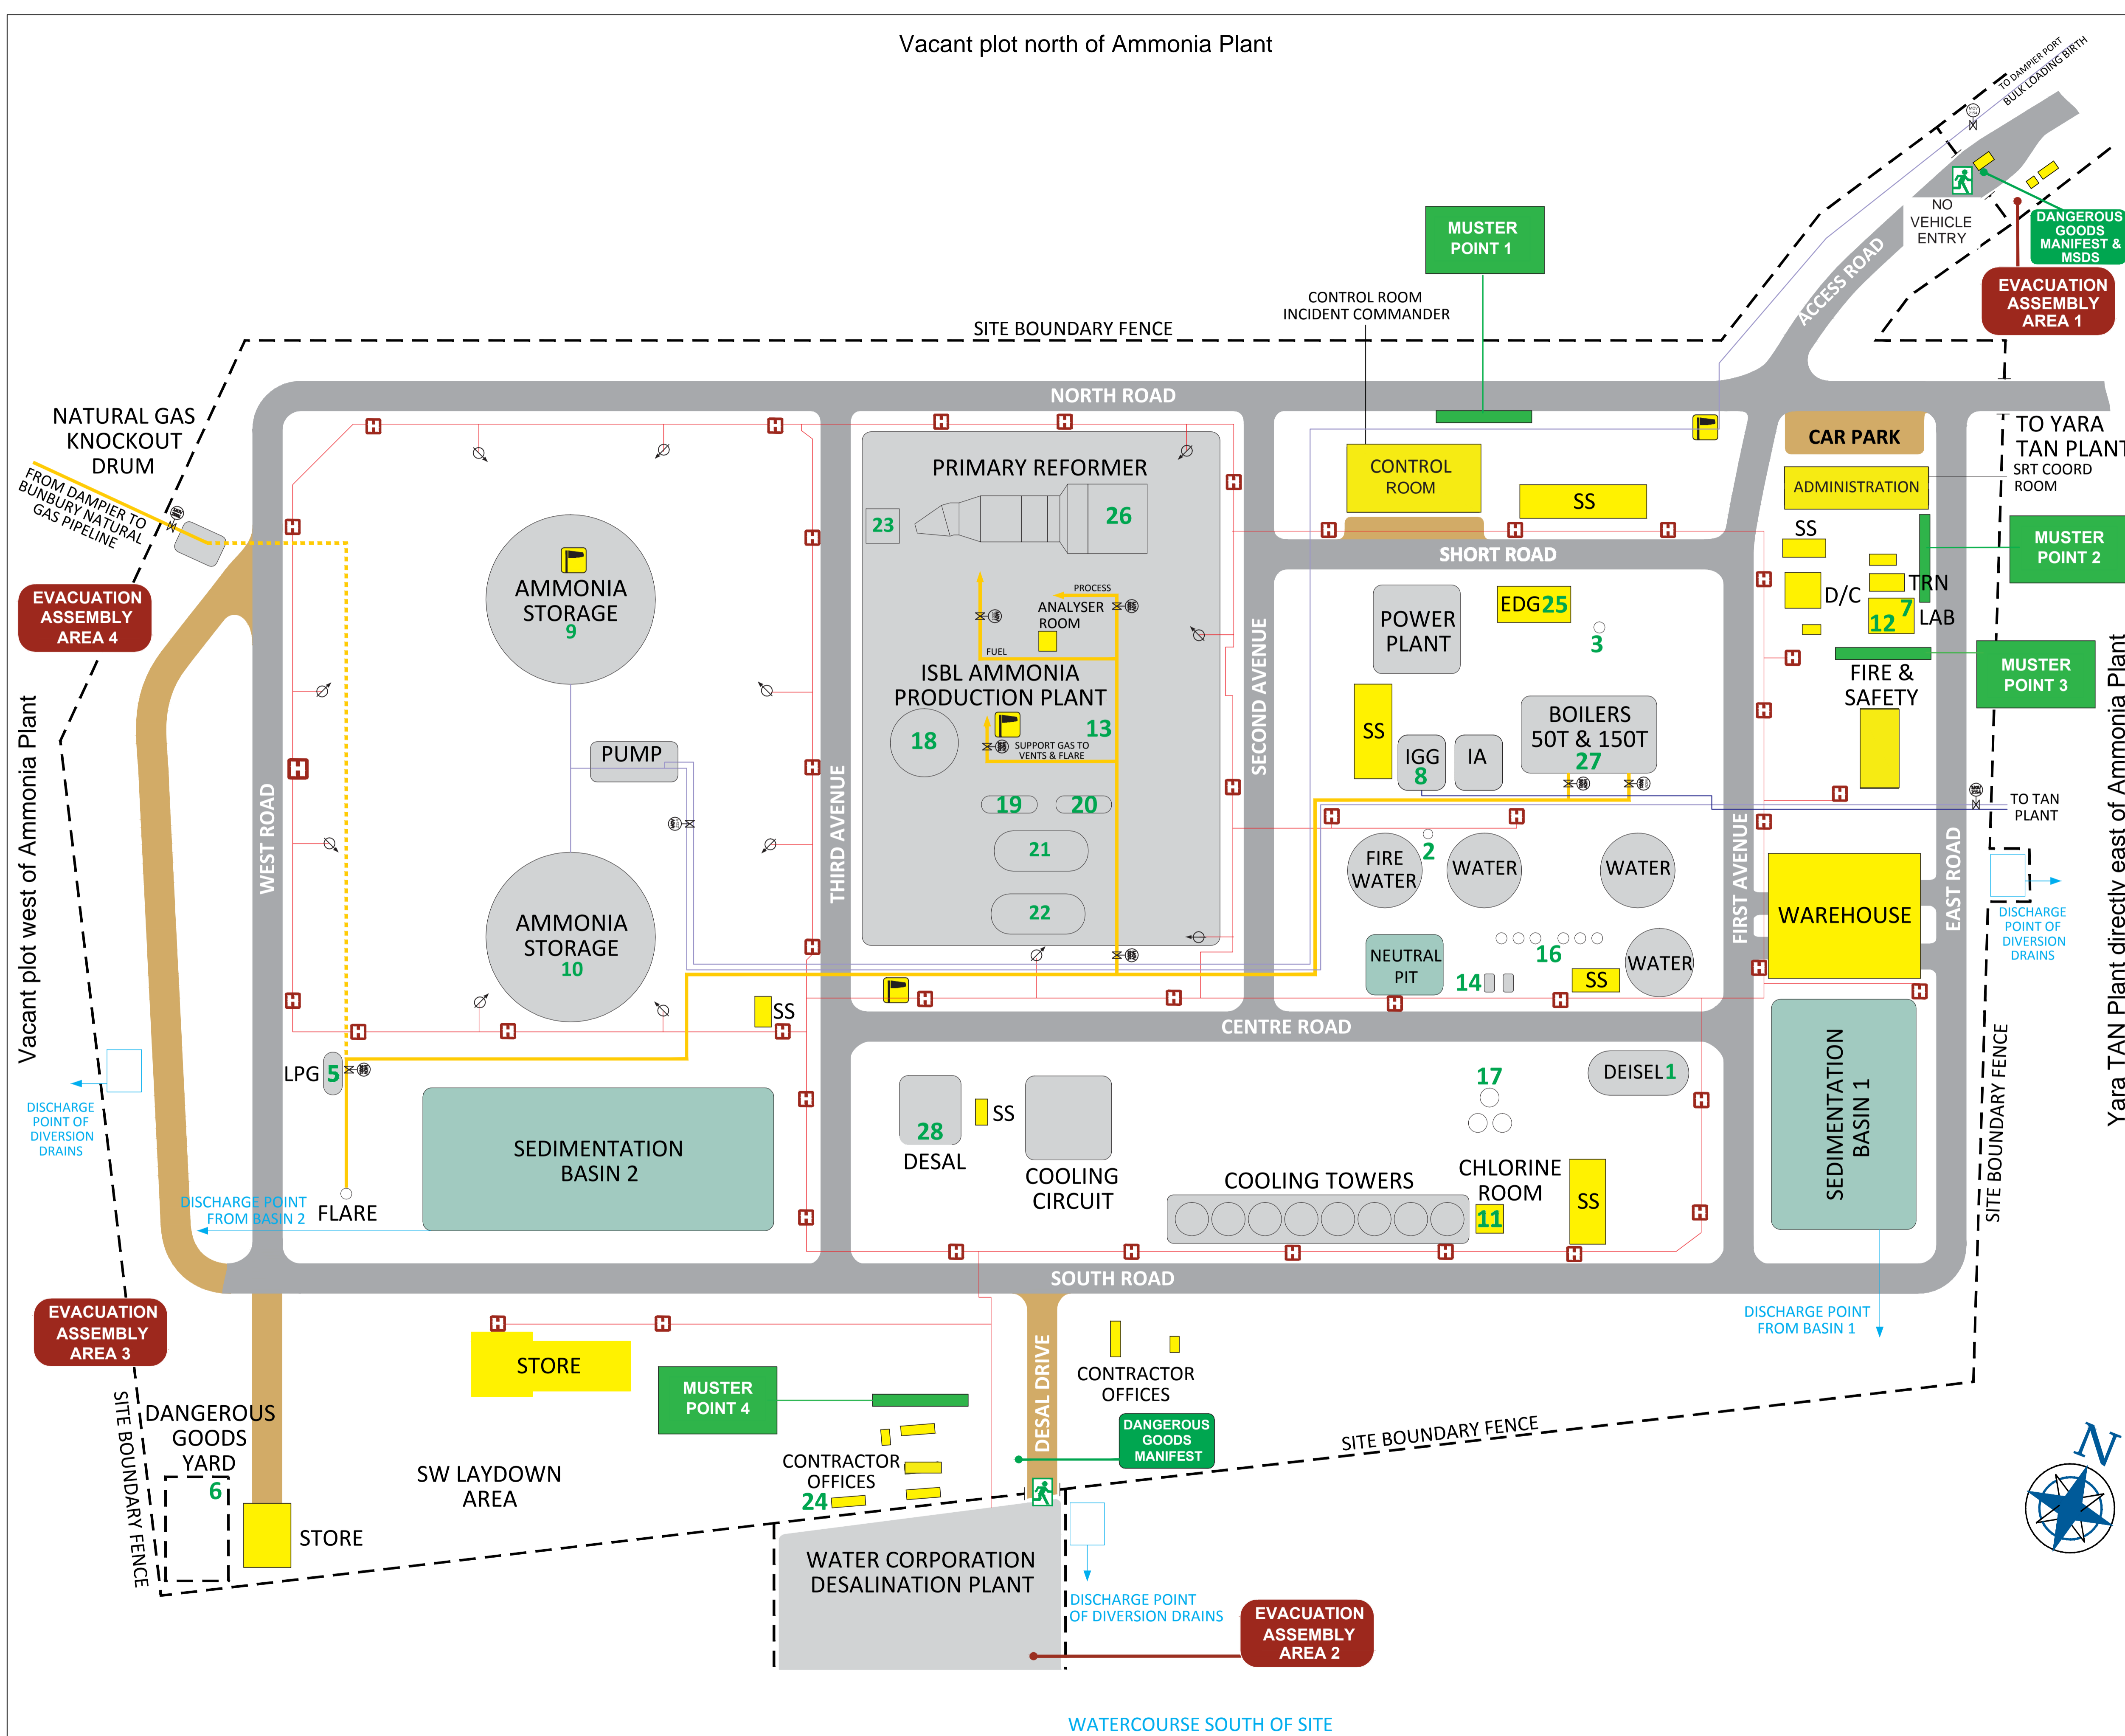 Vacant plot north of Ammonia Plant
TO DAMPIER PORT
BULK LOADING BIRTH
NO
VEHICLE
ENTRY
DANGEROUS
GOODS
MANIFEST &
MSDS
EVACUATION
ASSEMBLY
AREA 1
ACCESS ROAD
MUSTER
POINT 1
CONTROL ROOM
INCIDENT COMMANDER
SITE BOUNDARY FENCE
NORTH ROAD
NATURAL GAS
KNOCKOUT
DRUM
FROM DAMPIER TO
BUNBURY NATURAL
GAS PIPELINE
EVACUATION
ASSEMBLY
AREA 4
Vacant plot west of Ammonia Plant
WEST ROAD
H
H
H
H
H
H
H
H
H
H
H
H
AMMONIA
STORAGE
9
PUMP
AMMONIA
STORAGE
10
SS
THIRD AVENUE
H
H
H
H
H
H
PRIMARY REFORMER
23
26
PROCESS
ANALYSER
ROOM
FUEL
ISBL AMMONIA
PRODUCTION PLANT
13
18
SUPPORT GAS TO
VENTS & FLARE
19
20
21
22
SECOND AVENUE
CONTROL
ROOM
SS
H
H
H
SHORT ROAD
POWER
PLANT
EDG 25
3
SS
IGG
8
IA
BOILERS
50T & 150T
27
H
H
FIRE
WATER
2
WATER
WATER
NEUTRAL
PIT
16
14
SS
WATER
H
H
FIRST AVENUE
CAR PARK
ADMINISTRATION
TO YARA
TAN PLANT
SRT COORD
ROOM
SS
MUSTER
POINT 2
D/C
TRN
7
12
LAB
MUSTER
POINT 3
FIRE &
SAFETY
H
H
H
H
H
H
H
TO TAN
PLANT
WAREHOUSE
EAST ROAD
DISCHARGE
POINT OF
DIVERSION
DRAINS
Yara TAN Plant directly east of Ammonia Plant
CENTRE ROAD
LPG 5
DISCHARGE
POINT OF
DIVERSION
DRAINS
SEDIMENTATION
BASIN 2
DISCHARGE POINT
FROM BASIN 2
FLARE
H
H
28
DESAL
SS
COOLING
CIRCUIT
17
DEISEL 1
COOLING TOWERS
CHLORINE
ROOM
11
SS
H
H
H
H
H
H
H
SEDIMENTATION
BASIN 1
SITE BOUNDARY FENCE
SOUTH ROAD
DISCHARGE POINT
FROM BASIN 1
EVACUATION
ASSEMBLY
AREA 3
H
H
STORE
MUSTER
POINT 4
DESAL DRIVE
CONTRACTOR
OFFICES
DANGEROUS
GOODS
MANIFEST
SITE BOUNDARY FENCE
SITE BOUNDARY FENCE
DANGEROUS
GOODS
YARD
6
STORE
SW LAYDOWN
AREA
CONTRACTOR
OFFICES
24
N
WATER CORPORATION
DESALINATION PLANT
DISCHARGE POINT
OF DIVERSION DRAINS
EVACUATION
ASSEMBLY
AREA 2
WATERCOURSE SOUTH OF SITE